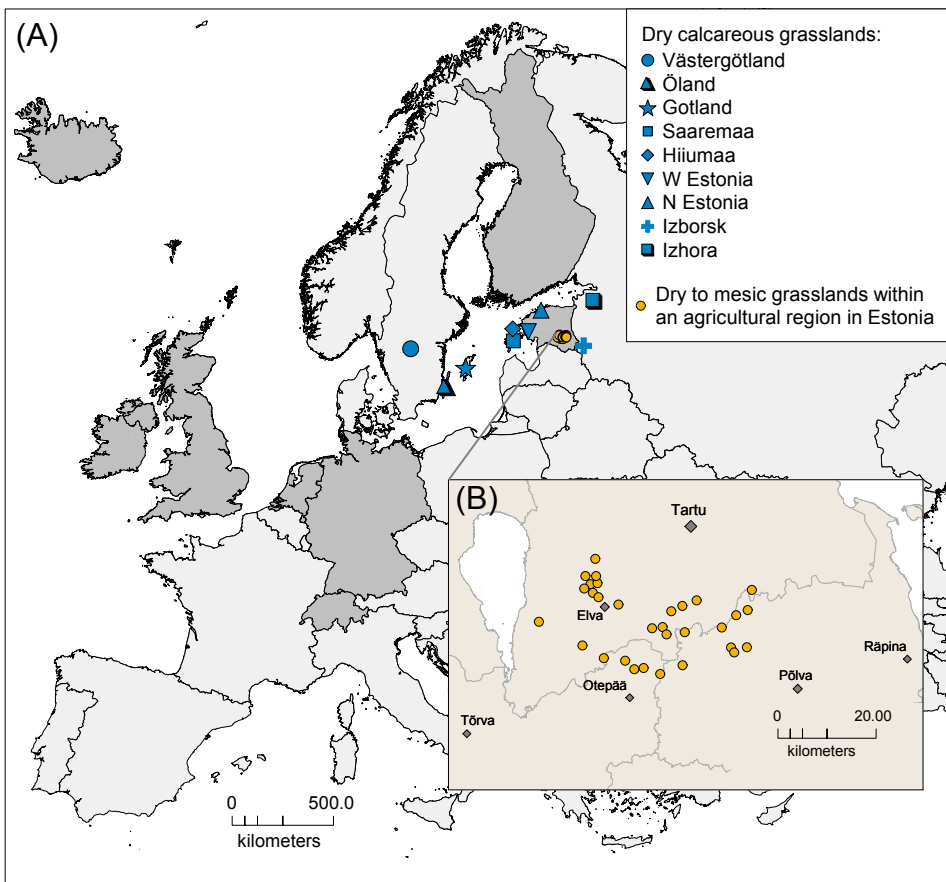 (A)
Dry calcareous grasslands:
Västergötland
Öland
Gotland
Saaremaa
Hiiumaa
W Estonia
N Estonia
Izborsk
Izhora
Dry to mesic grasslands within
an agricultural region in Estonia
(B)
Tartu
Elva
Räpina
Otepää
Põlva
Tõrva
0 20.00
kilometers
0 500.0
kilometers